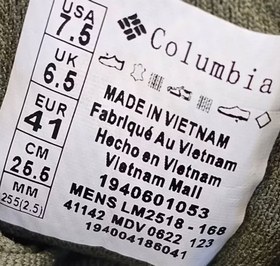 USA
7.5
UK
6.5
EUR
41
CM
25.5
MM
255(2.5)
Columbia
MADE IN VIETNAM
Fabriqué Au Vietnam
Hecho en Vietnam
Vietnam Mall
1940601053
MENS LM2518 - 168
41142 MDV 0622 123
194004186041